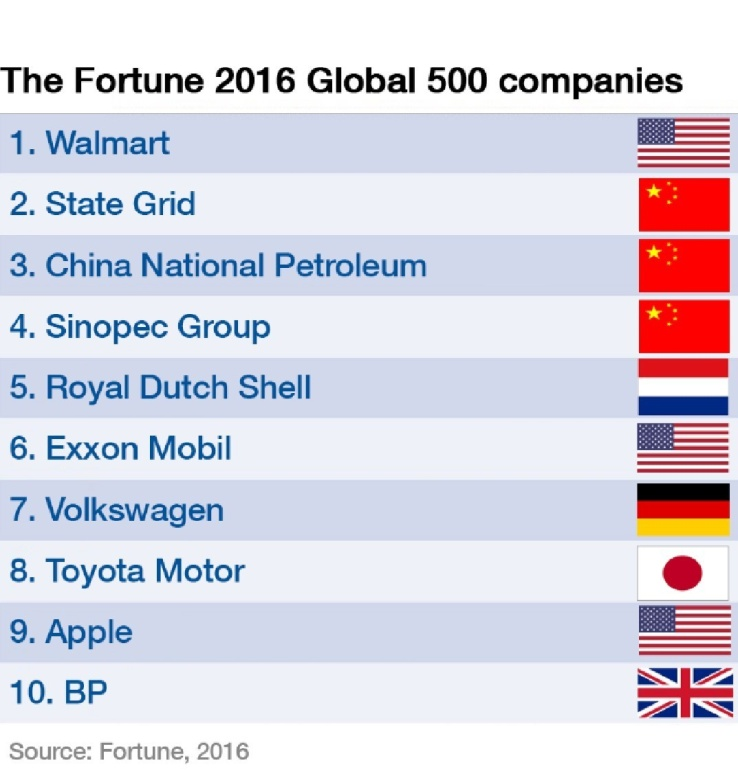 The Fortune 2016 Global 500 companies
1. Walmart
2. State Grid
3. China National Petroleum
4. Sinopec Group
5. Royal Dutch Shell
6. Exxon Mobil
7. Volkswagen
8. Toyota Motor
9. Apple
10. BP
Source: Fortune, 2016